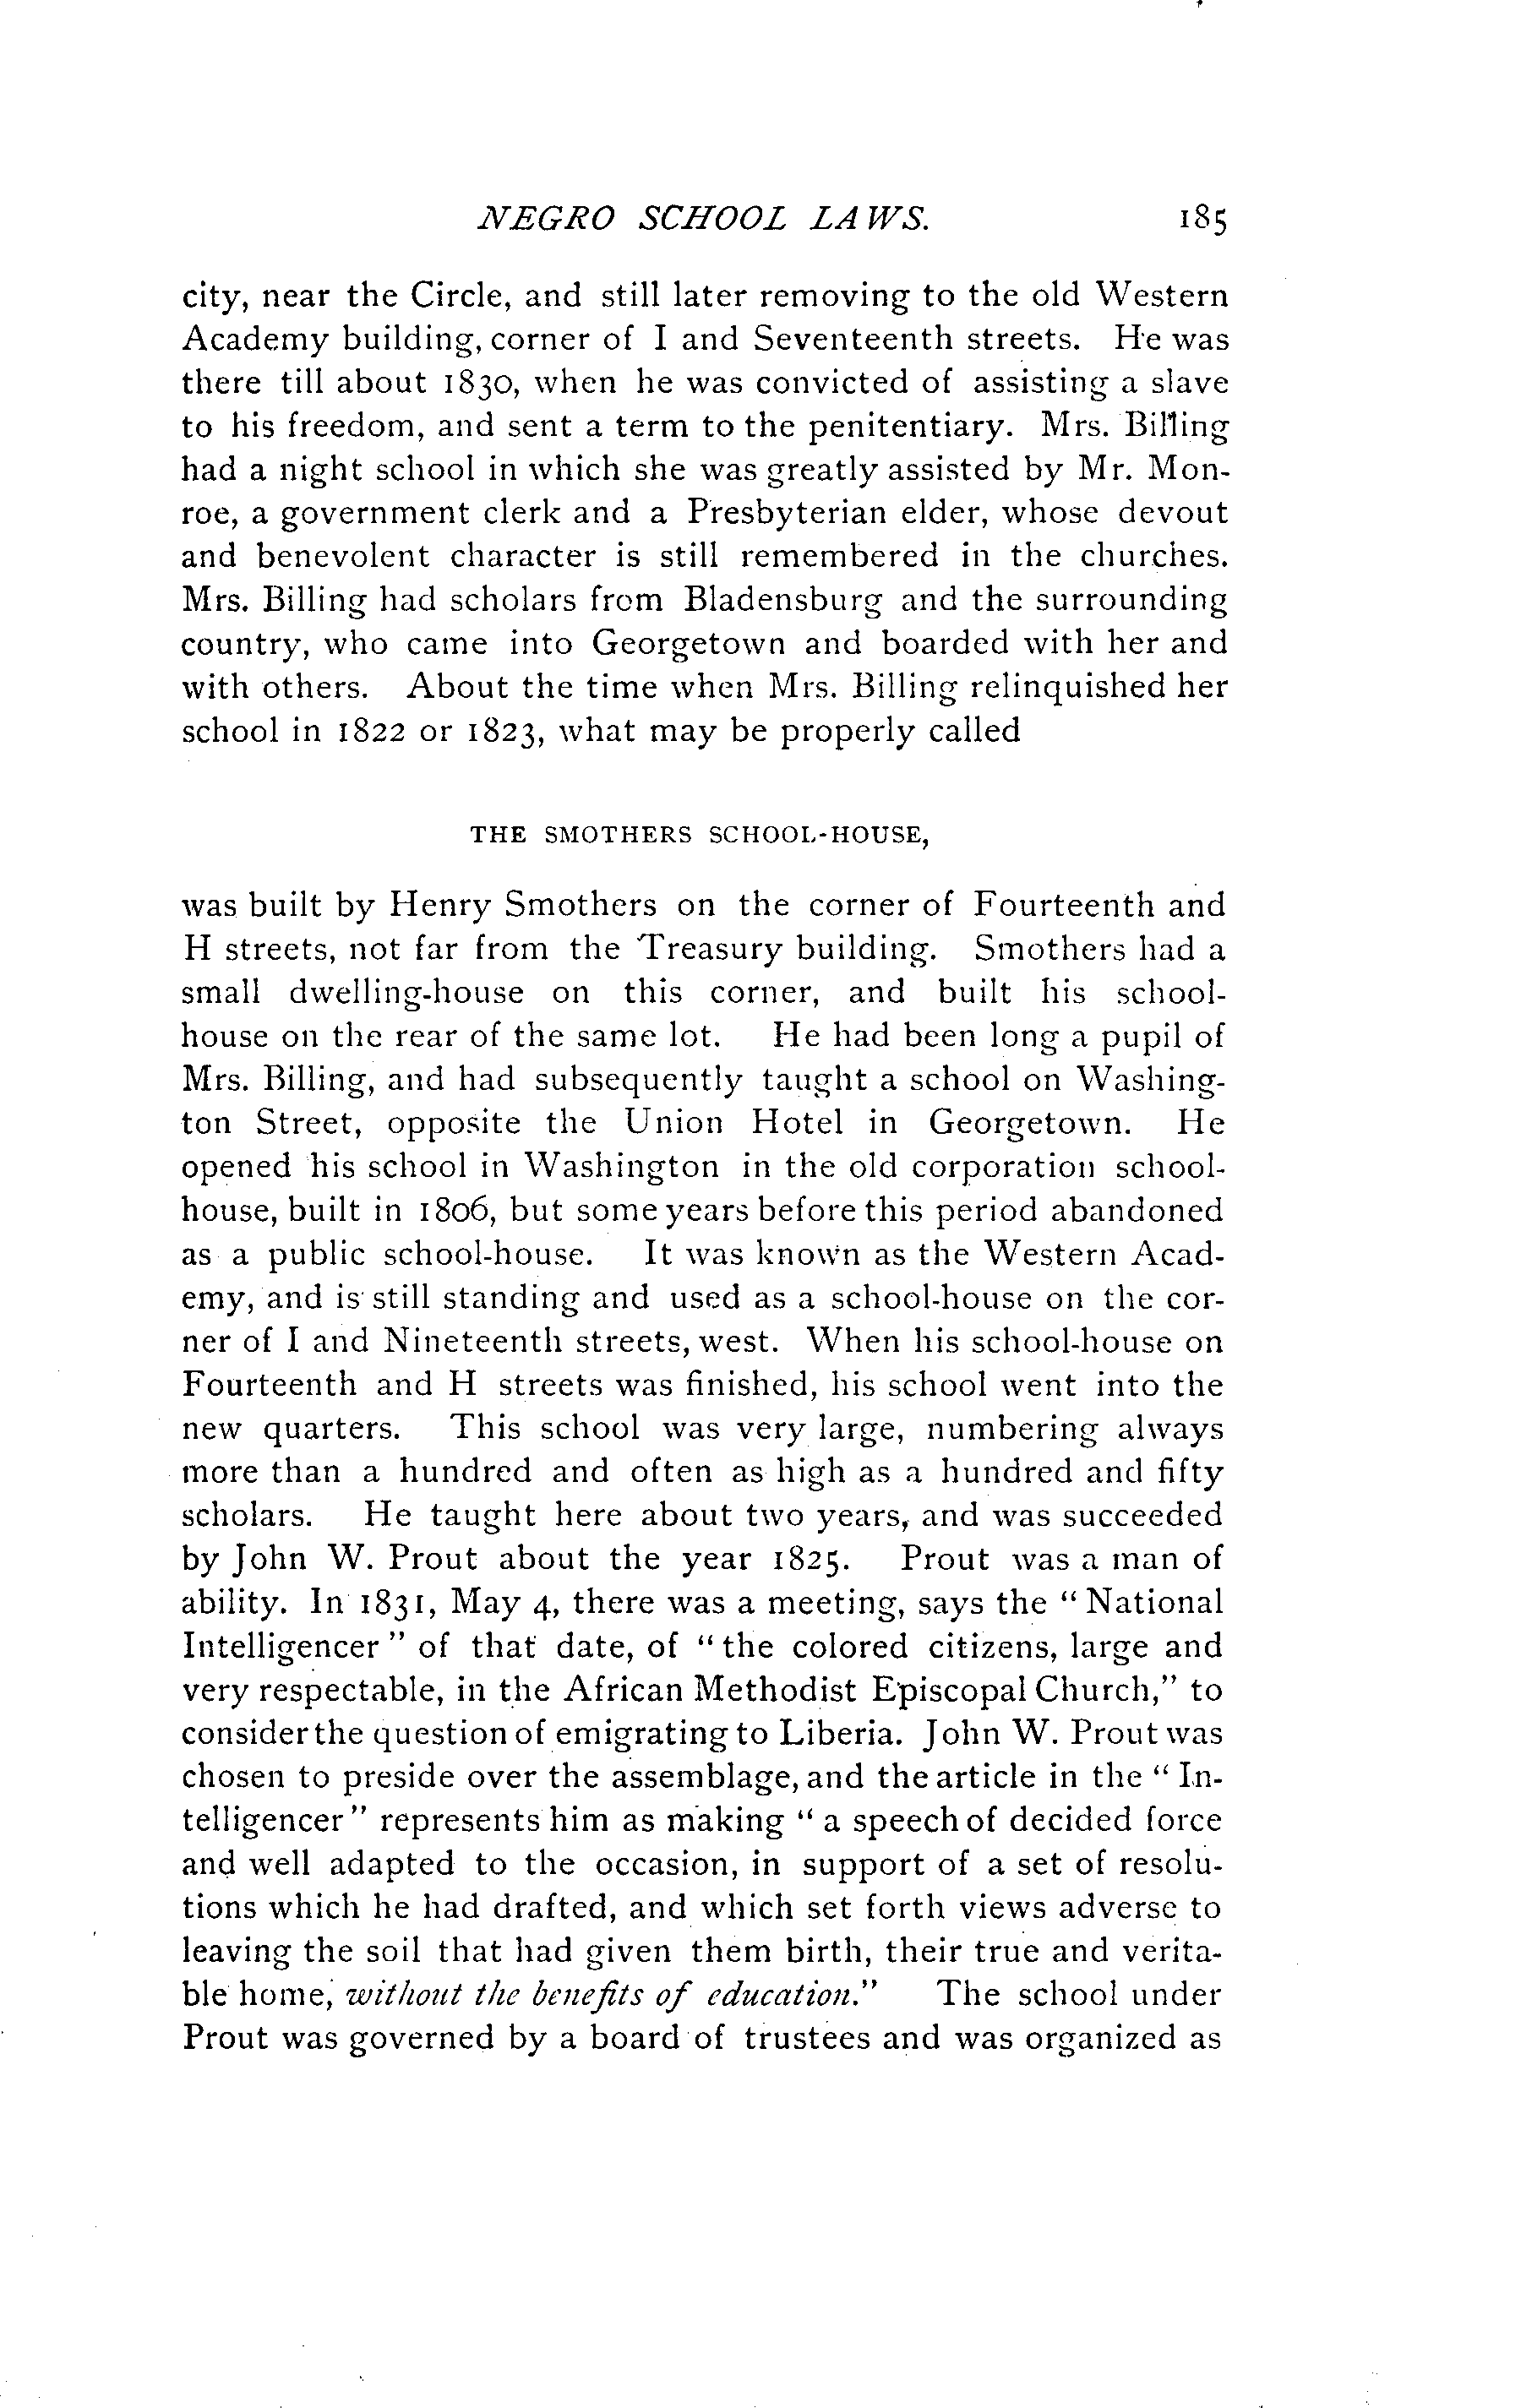 NEGRO SCHOOL LAWS. 185
city, near the Circle, and still later removing to the old Western
Academy building, corner of I and Seventeenth streets. He was
there till about 1830, when he was convicted of assisting a slave
to his freedom, and sent a term to the penitentiary. Mrs. Billing
had a night school in which she was greatly assisted by Mr. Mon-
roe, a government clerk and a Presbyterian elder, whose devout
and benevolent character is still remembered in the churches.
Mrs. Billing had scholars from Bladensburg and the surrounding
country, who came into Georgetown and boarded with her and
with others. About the time when Mrs. Billing relinquished her
school in 1822 or 1823, what may be properly called
THE SMOTHERS SCHOOL-HOUSE,
was built by Henry Smothers on the corner of Fourteenth and
H streets, not far from the Treasury building. Smothers had a
small dwelling-house on this corner, and built his school-
house on the rear of the same lot. He had been long a pupil of
Mrs. Billing, and had subsequently taught a school on Washing-
ton Street, opposite the Union Hotel in Georgetown. He
opened his school in Washington in the old corporation school-
house, built in 1806, but some years before this period abandoned
as a public school-house. It was known as the Western Acad-
emy, and is still standing and used as a school-house on the cor-
ner of I and Nineteenth streets, west. When his school-house on
Fourteenth and H streets was finished, his school went into the
new quarters. This school was very large, numbering always
more than a hundred and often as high as a hundred and fifty
scholars. He taught here about two years, and was succeeded
by John W. Prout about the year 1825. Prout was a man of
ability. In 1831, May 4, there was a meeting, says the " National
Intelligencer " of that date, of " the colored citizens, large and
very respectable, in the African Methodist Episcopal Church," to
consider the question of emigrating to Liberia. John W. Prout was
chosen to preside over the assemblage, and the article in the " In-
telligencer " represents him as making " a speech of decided force
and well adapted to the occasion, in support of a set of resolu-
tions which he had drafted, and which set forth views adverse to
leaving the soil that had given them birth, their true and verita-
ble home, without the benefits of education." The school under
Prout was governed by a board of trustees and was organized as